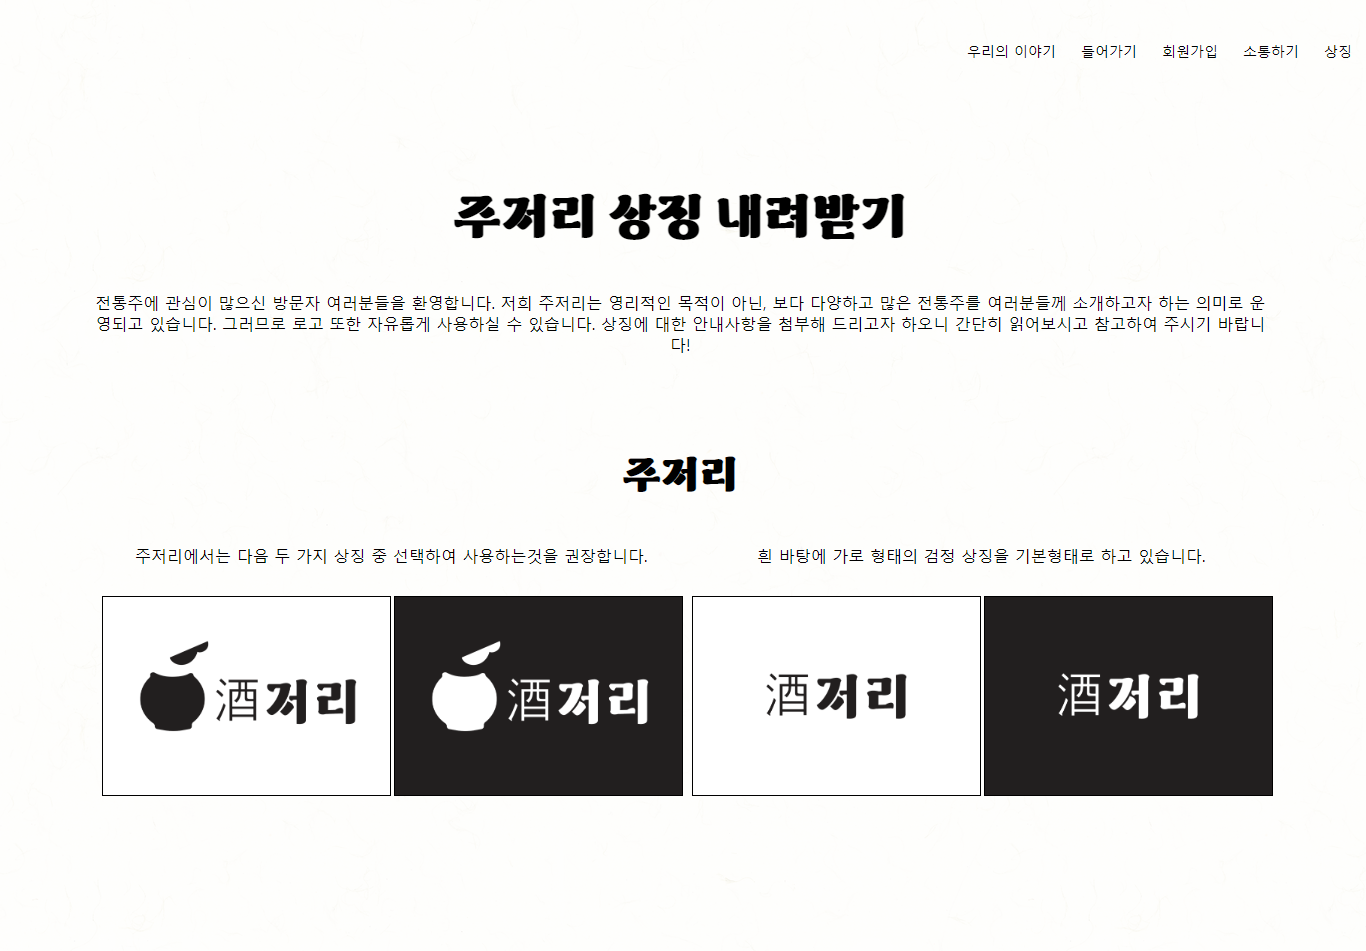 우리의 이야기 들어가기 회원가입 소통하기 상징
주저리 상징 내려받기
전통주에 관심이 많으신 방문자 여러분들을 환영합니다. 저희 주저리는 영리적인 목적이 아닌, 보다 다양하고 많은 전통주를 여러분들께 소개하고자 하는 의미로 운
영되고 있습니다. 그러므로 로고 또한 자유롭게 사용하실 수 있습니다. 상징에 대한 안내사항을 첨부해 드리고자 하오니 간단히 읽어보시고 참고하여 주시기 바랍니
다!
주저리
주저리에서는 다음 두 가지 상징 중 선택하여 사용하는것을 권장합니다.
흰 바탕에 가로 형태의 검정 상징을 기본형태로 하고 있습니다.
酒저리
酒저리
酒저리
酒저리